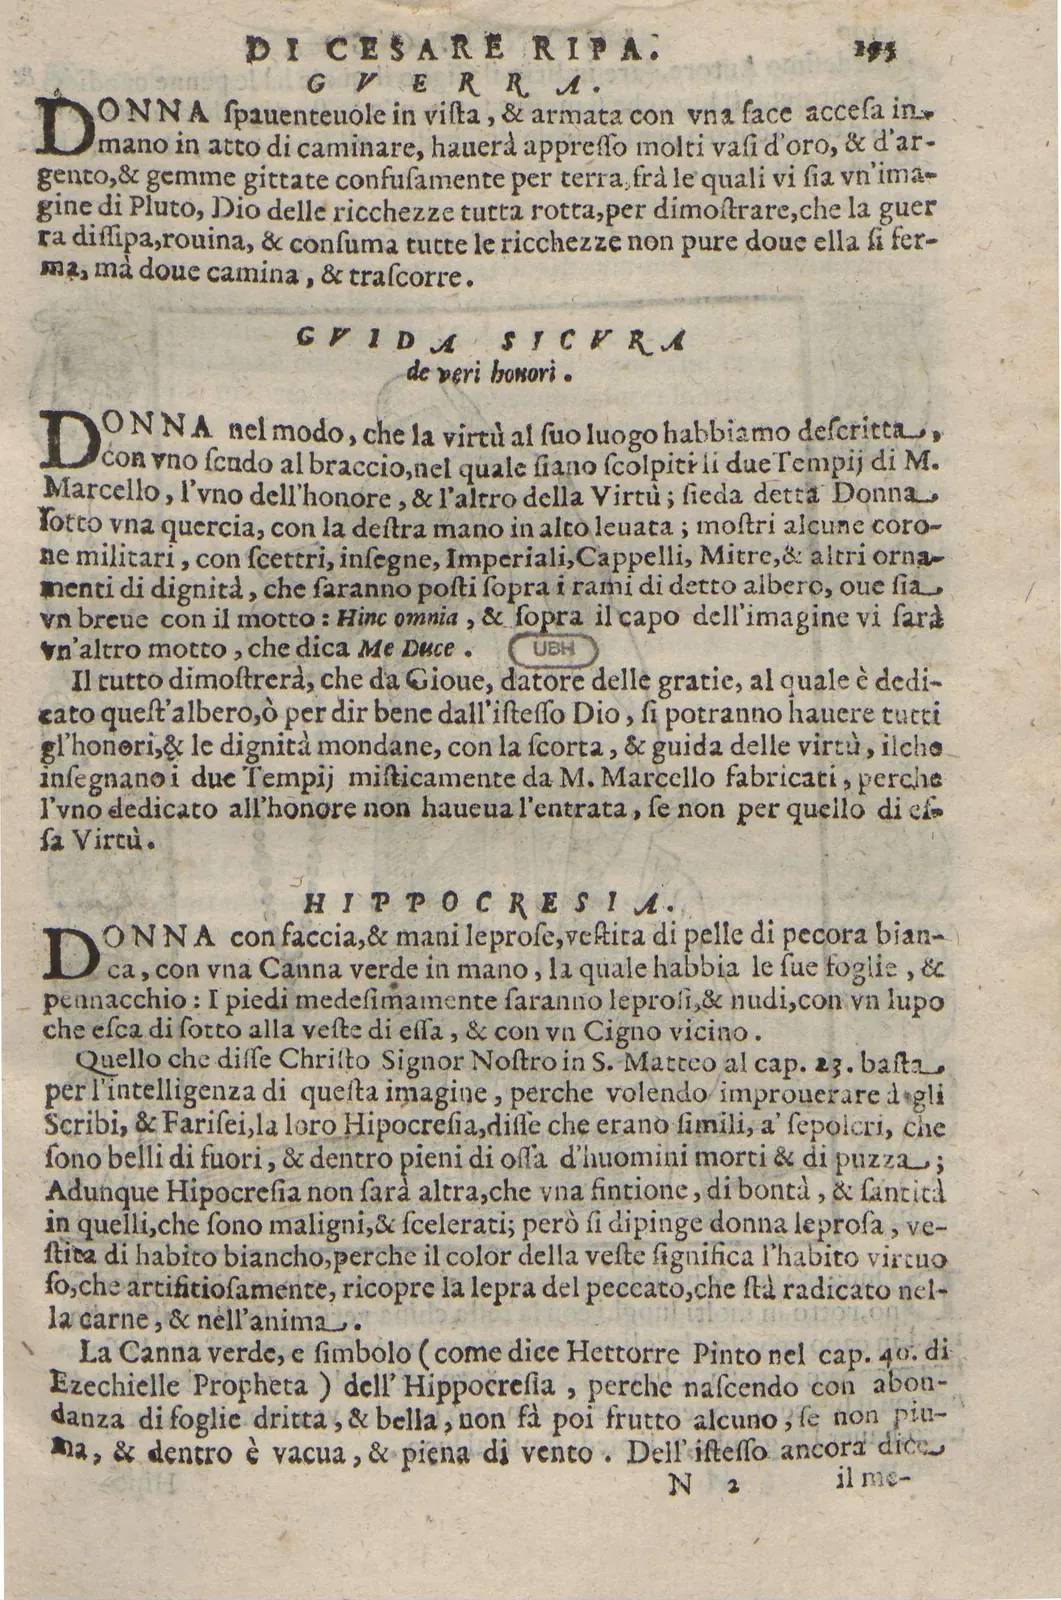 DI CESARE RIPA. 195
GVERRA.
DONNA ſpauenteuole in viſta, & armata con vna face acceſa in
mano in atto di caminare, hauerà appreſſo molti vaſi d'oro, & d'ar-
gento,& gemme gittate confuſamente per terra, frà le quali vi ſia vn'ima-
gine di Pluto, Dio delle ricchezze tutta rotta,per dimoſtrare,che la guer
ra diſſipa,rouina, & conſuma tutte le ricchezze non pure doue ella ſi fer-
ma, mà doue camina, & traſcorre.
GVIDA SICVRA
de veri honori.
DONNA nel modo, che la virtù al ſuo luogo habbiamo deſcritta,
con vno ſcudo al braccio,nel quale ſiano ſcolpiti li due Tempij di M.
Marcello, l'vno dell'honore, & l'altro della Virtù; ſieda detta Donna
ſotto vna quercia, con la deſtra mano in alto leuata; moſtri alcune coro-
ne militari, con ſcettri, inſegne, Imperiali,Cappelli, Mitre,& altri orna-
menti di dignità, che ſaranno poſti ſopra i rami di detto albero, oue ſia
vn breue con il motto: Hinc omnia, & ſopra il capo dell'imagine vi ſarà
vn'altro motto, che dica Me Duce. UBH
Il tutto dimoſtrerà, che da Gioue, datore delle gratie, al quale è dedi-
cato queſt'albero,ò per dir bene dall'iſteſſo Dio, ſi potranno hauere tutti
gl'honori,& le dignità mondane, con la ſcorta, & guida delle virtù, ilche
inſegnano i due Tempij miſticamente da M. Marcello fabricati, perche
l'vno dedicato all'honore non haueua l'entrata, ſe non per quello di eſ-
ſa Virtù.
HIPPOCRESIA.
DONNA con faccia,& mani leproſe,veſtita di pelle di pecora bian-
ca, con vna Canna verde in mano, la quale habbia le ſue foglie, &
pennacchio: I piedi medeſimamente ſaranno leproſi,& nudi,con vn lupo
che eſca di ſotto alla veſte di eſſa, & con vn Cigno vicino.
Quello che diſſe Chriſto Signor Noſtro in S. Matteo al cap. 23. baſta
per l'intelligenza di queſta imagine, perche volendo improuerare à gli
Scribi, & Fariſei,la loro Hipocreſia,diſſe che erano ſimili, a' ſepolcri, che
ſono belli di fuori, & dentro pieni di oſſa d'huomini morti & di puzza;
Adunque Hipocreſia non ſarà altra,che vna fintione, di bontà, & ſantità
in quelli,che ſono maligni,& ſcelerati; però ſi dipinge donna leproſa, ve-
ſtita di habito biancho,perche il color della veſte ſignifica l'habito virtuo
ſo,che artifitioſamente, ricopre la lepra del peccato,che ſtà radicato nel-
la carne, & nell'anima.
La Canna verde, e ſimbolo (come dice Hettorre Pinto nel cap. 40. di
Ezechielle Propheta) dell'Hippocreſia, perche naſcendo con abon-
danza di foglie dritta, & bella, non fà poi frutto alcuno, ſe non piu-
ma, & dentro è vacua, & piena di vento. Dell'iſteſſo ancora dice
N 2 il me-